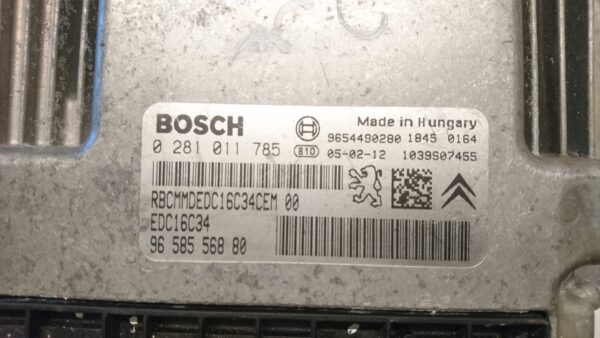 BOSCH
Made in Hungary
9654490280 1845 0164
0 281 011 785
810 05-02-12 1039S07455
RBCMMDEDC16C34CEM 00
EDC16C34
96 585 568 80